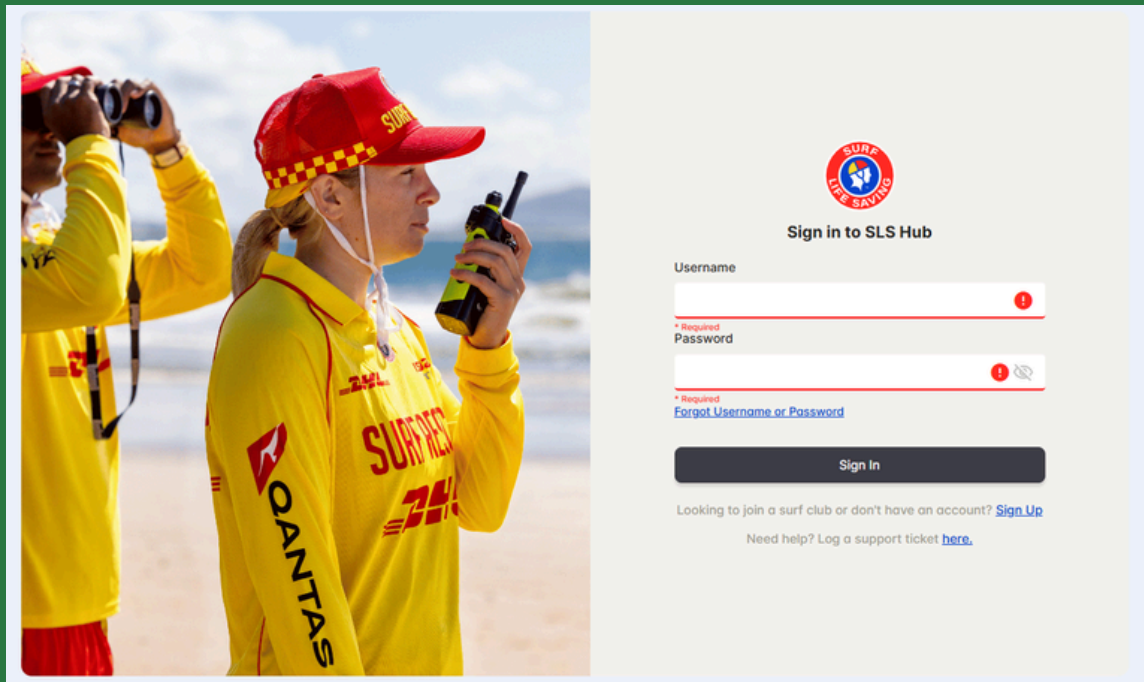 SURF
DHL
SURF RES
DHL
QANTAS
SURF
LIFE SAVING
Sign in to SLS Hub
Username
* Required
Password
* Required
Forgot Username or Password
Sign In
Looking to join a surf club or don't have an account? Sign Up
Need help? Log a support ticket here.